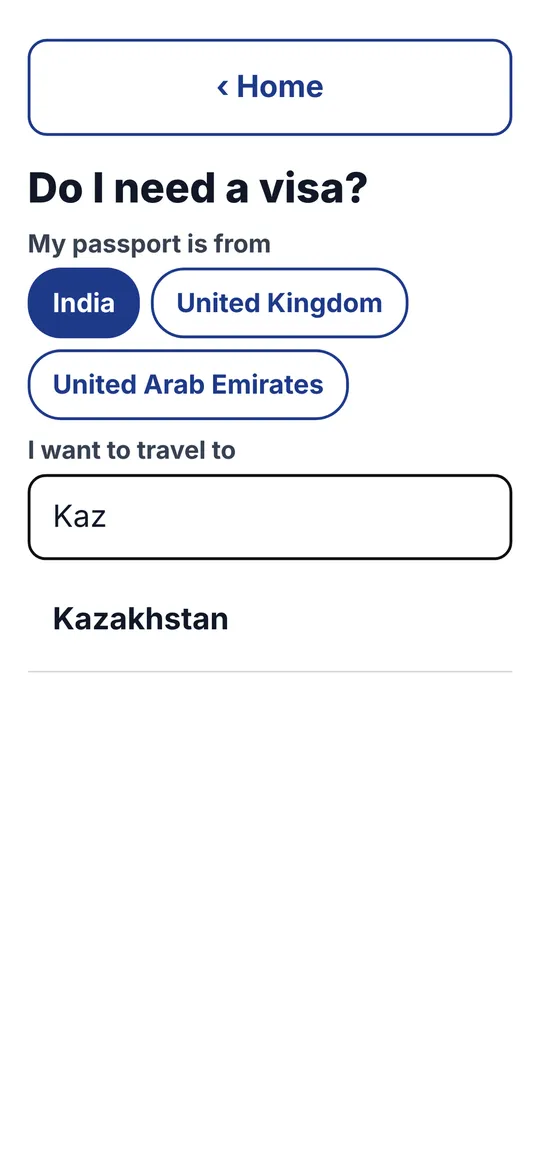 ‹ Home
Do I need a visa?
My passport is from
India
United Kingdom
United Arab Emirates
I want to travel to
Kaz
Kazakhstan